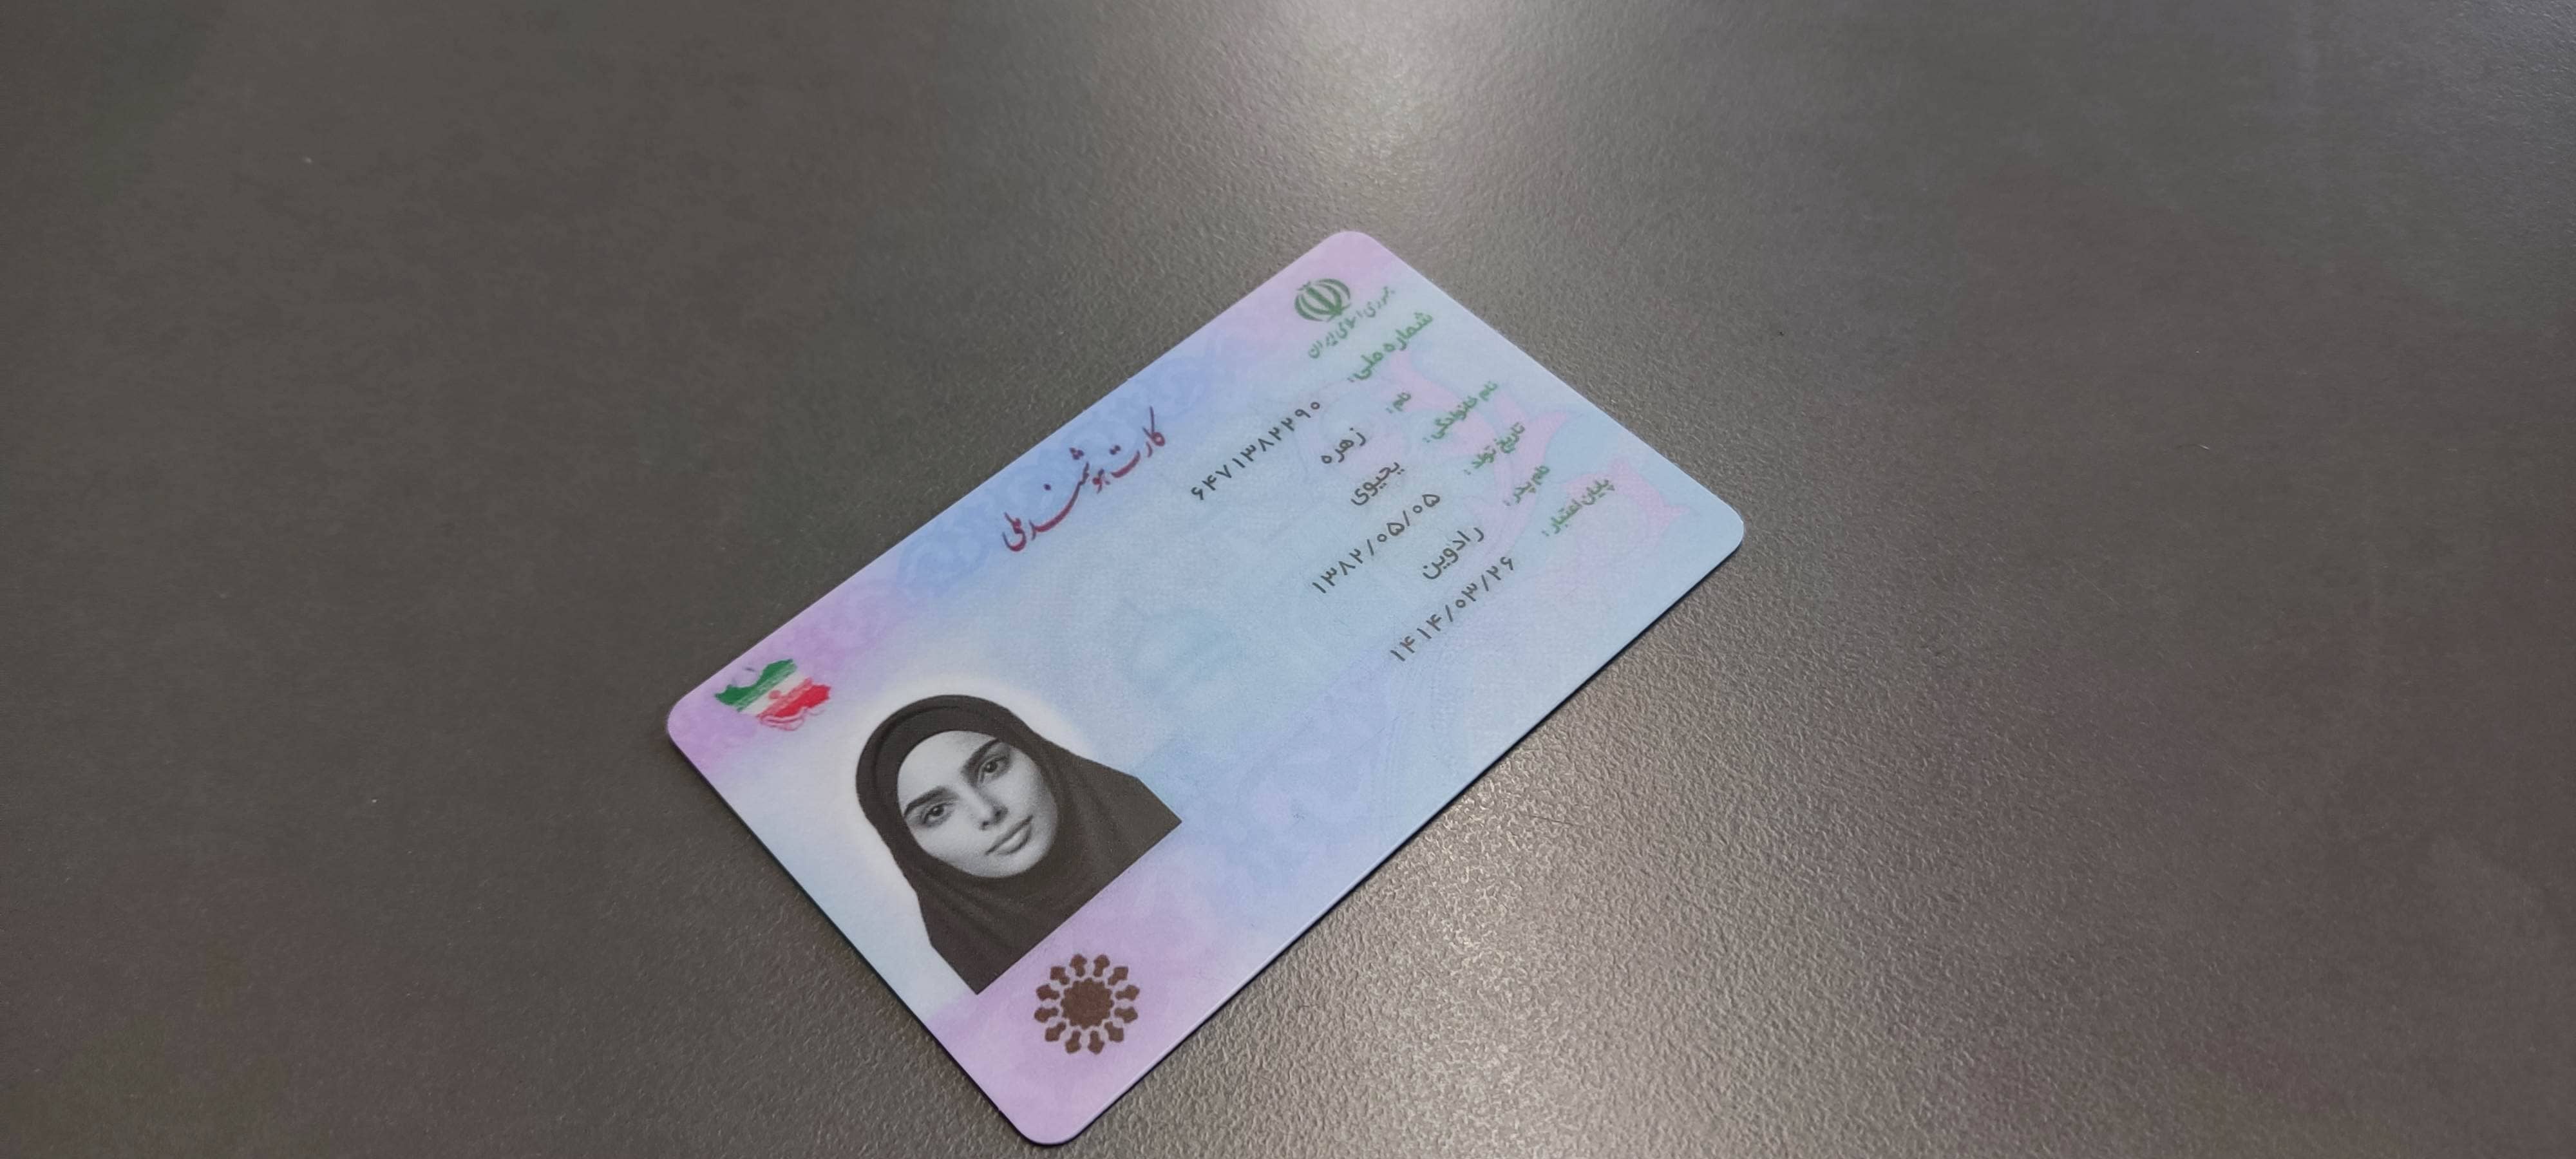 جمهوری اسلامی ایران
کارت هوشمند ملی
شماره ملی: ۶۴۷۱۳۸۲۲۹۰
نام: زهره
نام خانوادگی: یحیوی
تاریخ تولد: ۱۳۸۲/۰۵/۰۵
نام پدر: رادوین
پایان اعتبار: ۱۴۱۴/۰۳/۲۶